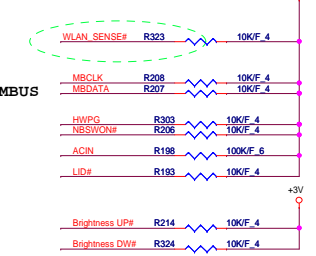 WLAN_SENSE# R323 10K/F_4
MBCLK R208 10K/F_4
MBUS MBDATA R207 10K/F_4
HWPG R303 10K/F_4
NBSWON# R206 10K/F_4
ACIN R198 100K/F_6
LID# R193 10K/F_4
+3V
Brightness UP# R214 10K/F_4
Brightness DW# R324 10K/F_4